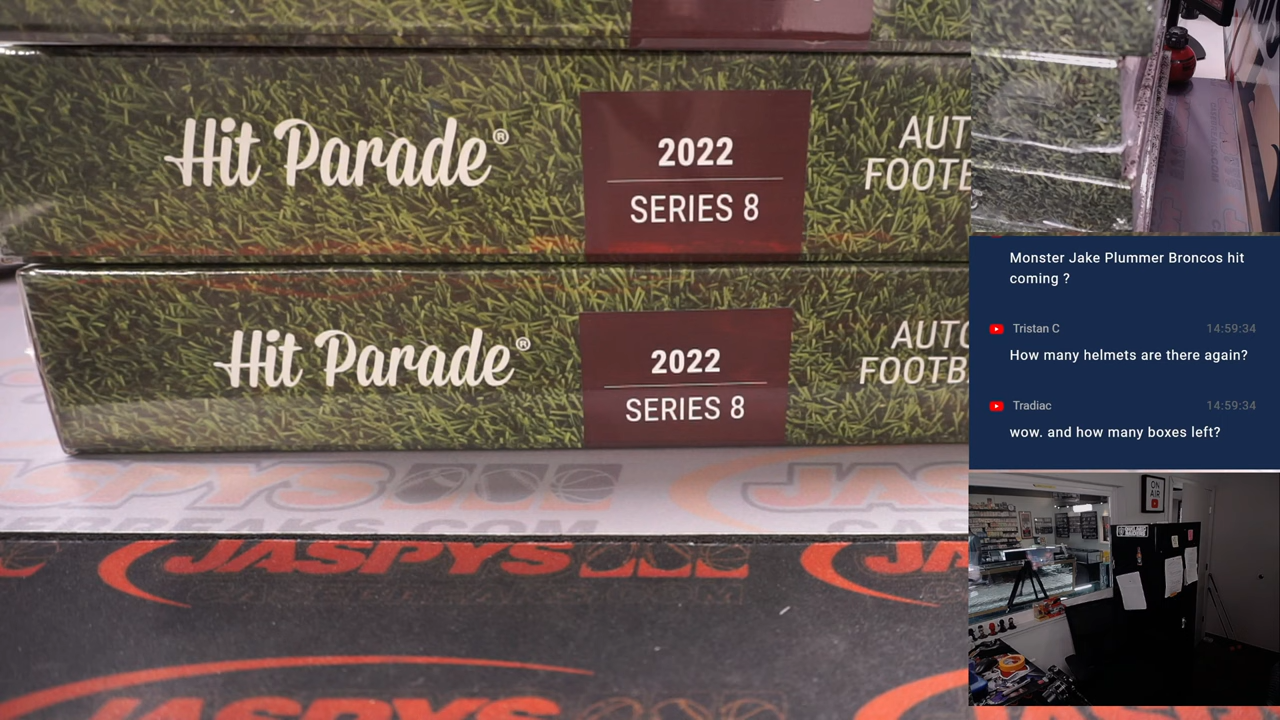 Hit Parade®
2022
SERIES 8
AUT
FOOTB
Hit Parade®
2022
SERIES 8
AUTO
FOOTB
JASPYS
JASPYS
Monster Jake Plummer Broncos hit
coming ?
Tristan C 14:59:34
How many helmets are there again?
Tradiac 14:59:34
wow. and how many boxes left?
ON
AIR